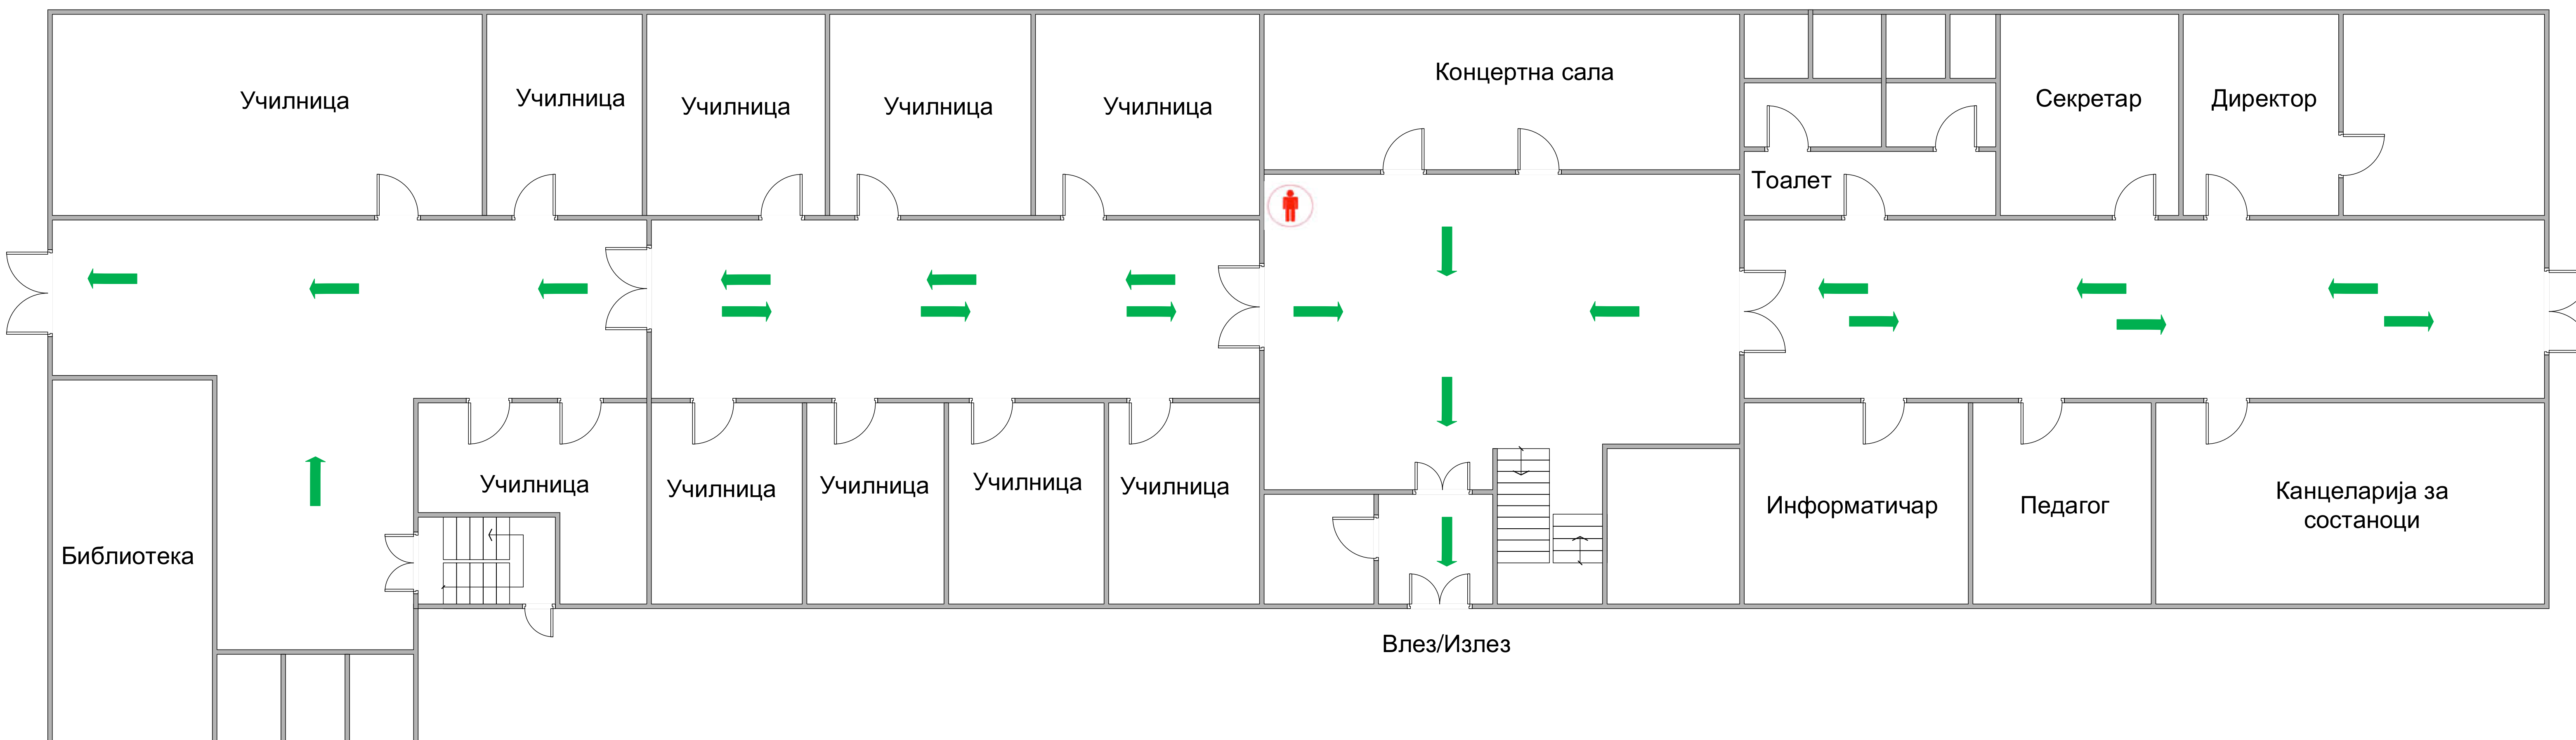 Училница
Училница
Училница
Училница
Училница
Концертна сала
Тоалет
Секретар
Директор
Библиотека
Училница
Училница
Училница
Училница
Училница
Информатичар
Педагог
Канцеларија за
состаноци
Влез/Излез